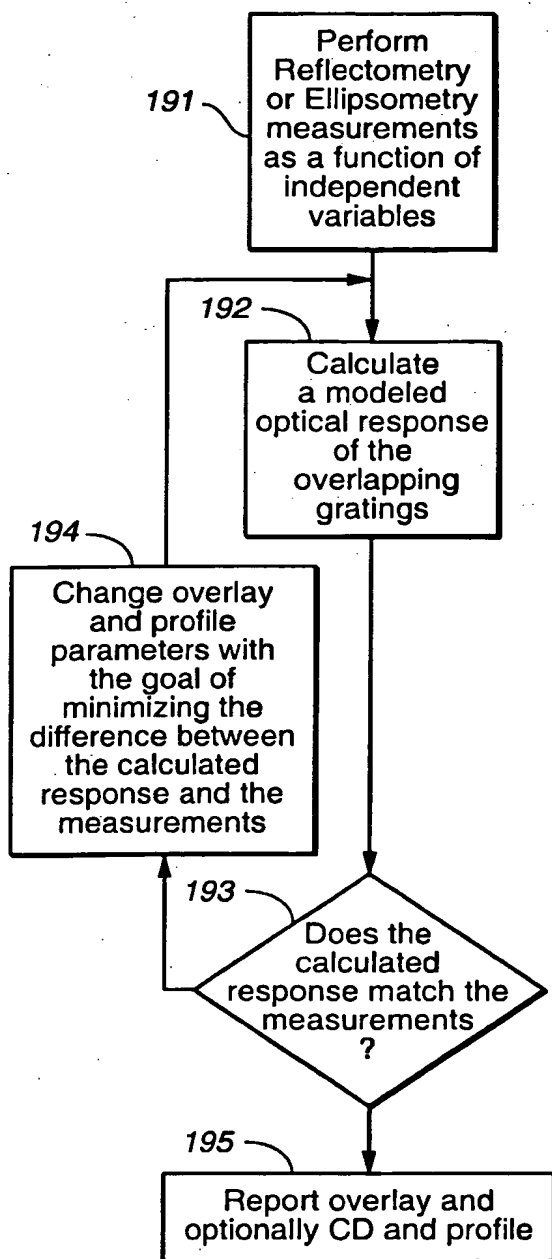 191
Perform
Reflectometry
or Ellipsometry
measurements
as a function of
independent
variables
192
Calculate
a modeled
optical response
of the
overlapping
gratings
194
Change overlay
and profile
parameters with
the goal of
minimizing the
difference between
the calculated
response and the
measurements
193
Does the
calculated
response match the
measurements
?
195
Report overlay and
optionally CD and profile